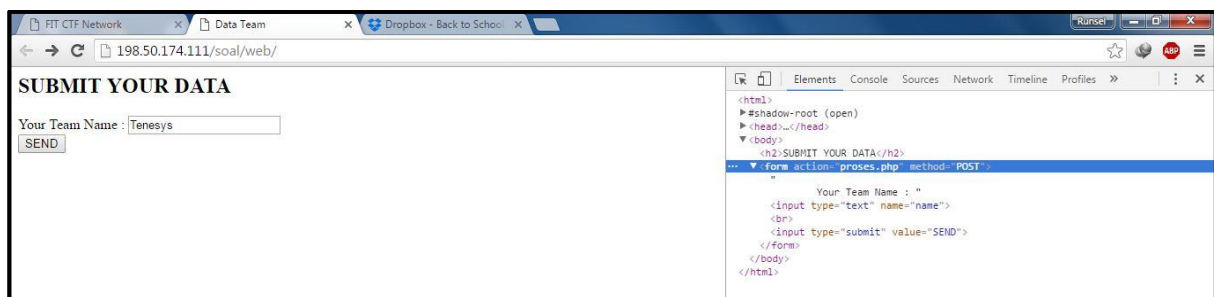 FIT CTF Network
Data Team
Dropbox - Back to School
Runsel
198.50.174.111/soal/web/
ABP
SUBMIT YOUR DATA
Your Team Name : Tenesys
SEND
Elements Console Sources Network Timeline Profiles »
<html>
▶#shadow-root (open)
▶<head>…</head>
▼<body>
<h2>SUBMIT YOUR DATA</h2>
... ▼<form action="proses.php" method="POST">
"
Your Team Name : "
<input type="text" name="name">
<br>
<input type="submit" value="SEND">
</form>
</body>
</html>